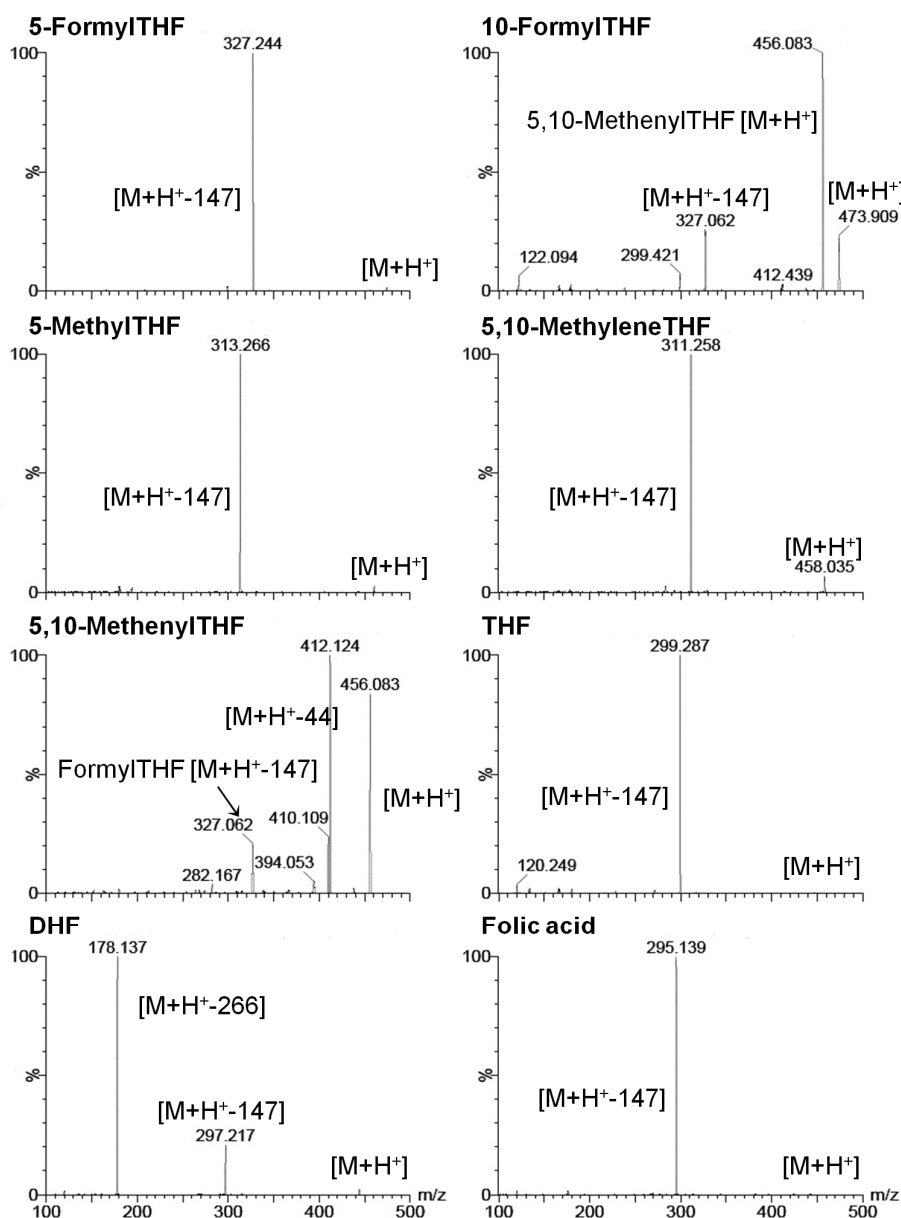 5-FormylTHF
327.244
100
%
[M+H+-147]
[M+H+]
0
10-FormylTHF
456.083
100
5,10-MethenylTHF [M+H+]
%
[M+H+-147]
[M+H+]
327.062
473.909
122.094
299.421
412.439
0
5-MethylTHF
313.266
100
%
[M+H+-147]
[M+H+]
0
5,10-MethyleneTHF
311.258
100
%
[M+H+-147]
[M+H+]
458.035
0
5,10-MethenylTHF
412.124
100
456.083
[M+H+-44]
%
FormylTHF [M+H+-147]
[M+H+]
327.062
410.109
282.167
394.053
0
THF
299.287
100
%
[M+H+-147]
120.249
[M+H+]
0
DHF
178.137
100
[M+H+-266]
%
[M+H+-147]
297.217
[M+H+]
0
100 200 300 400 500
m/z
Folic acid
295.139
100
%
[M+H+-147]
[M+H+]
0
100 200 300 400 500
m/z